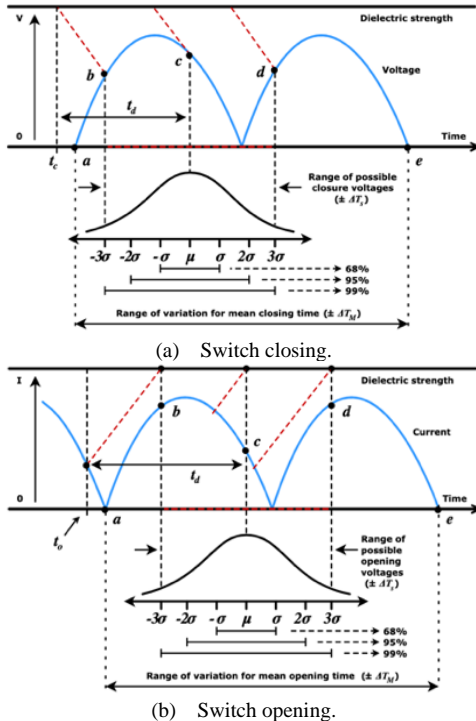 V
Dielectric strength
b
c
d
Voltage
t_d
0
Time
t_c
a
e
Range of possible
closure voltages
(± ΔT_s)
-3σ -2σ -σ μ σ 2σ 3σ
68%
95%
99%
Range of variation for mean closing time (± ΔT_M)
(a) Switch closing.
I
Dielectric strength
b
d
Current
c
t_d
0
Time
a
e
t_o
Range of
possible
opening
voltages
(± ΔT_s)
-3σ -2σ -σ μ σ 2σ 3σ
68%
95%
99%
Range of variation for mean opening time (± ΔT_M)
(b) Switch opening.